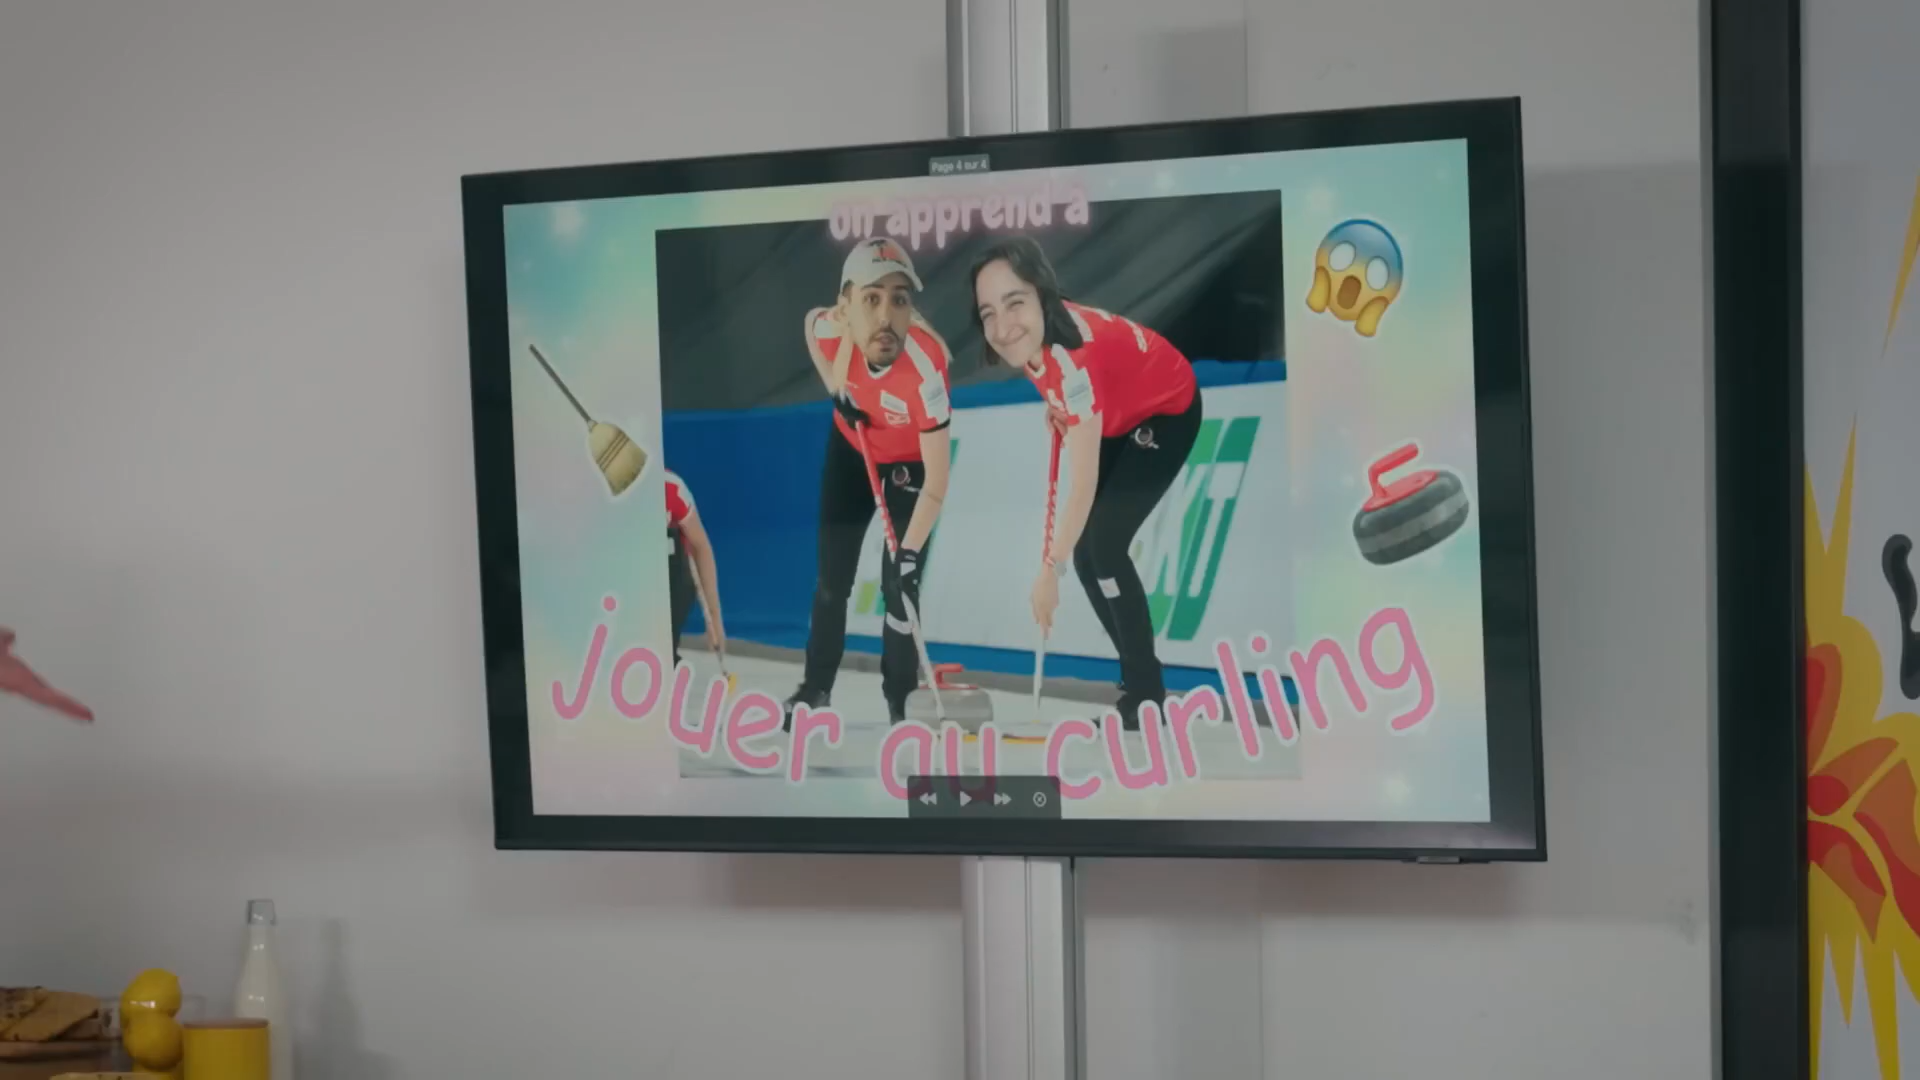 Page 4 sur 4
on apprend à
jouer au curling